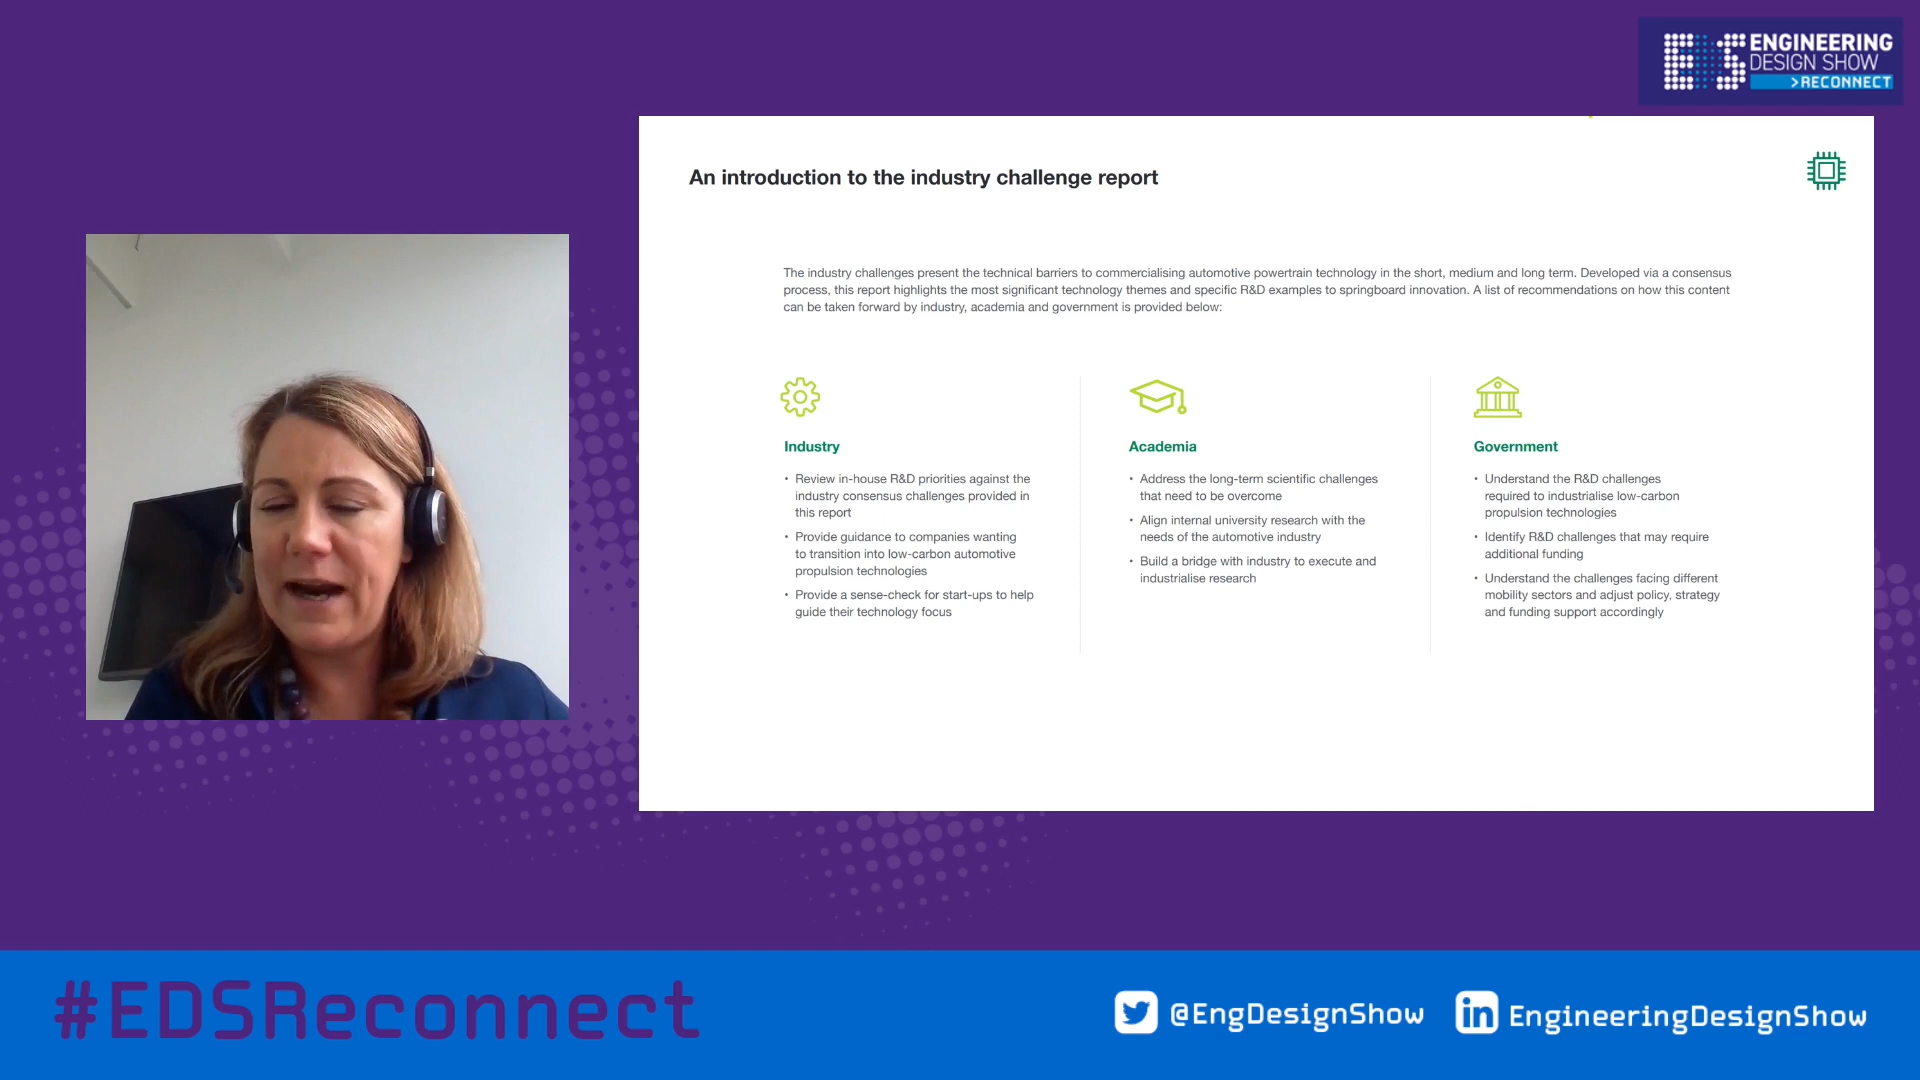 ENGINEERING
DESIGN SHOW
>RECONNECT
An introduction to the industry challenge report
The industry challenges present the technical barriers to commercialising automotive powertrain technology in the short, medium and long term. Developed via a consensus
process, this report highlights the most significant technology themes and specific R&D examples to springboard innovation. A list of recommendations on how this content
can be taken forward by industry, academia and government is provided below:
Industry
• Review in-house R&D priorities against the
industry consensus challenges provided in
this report
• Provide guidance to companies wanting
to transition into low-carbon automotive
propulsion technologies
• Provide a sense-check for start-ups to help
guide their technology focus
Academia
• Address the long-term scientific challenges
that need to be overcome
• Align internal university research with the
needs of the automotive industry
• Build a bridge with industry to execute and
industrialise research
Government
• Understand the R&D challenges
required to industrialise low-carbon
propulsion technologies
• Identify R&D challenges that may require
additional funding
• Understand the challenges facing different
mobility sectors and adjust policy, strategy
and funding support accordingly
#EDSReconnect
@EngDesignShow
in EngineeringDesignShow